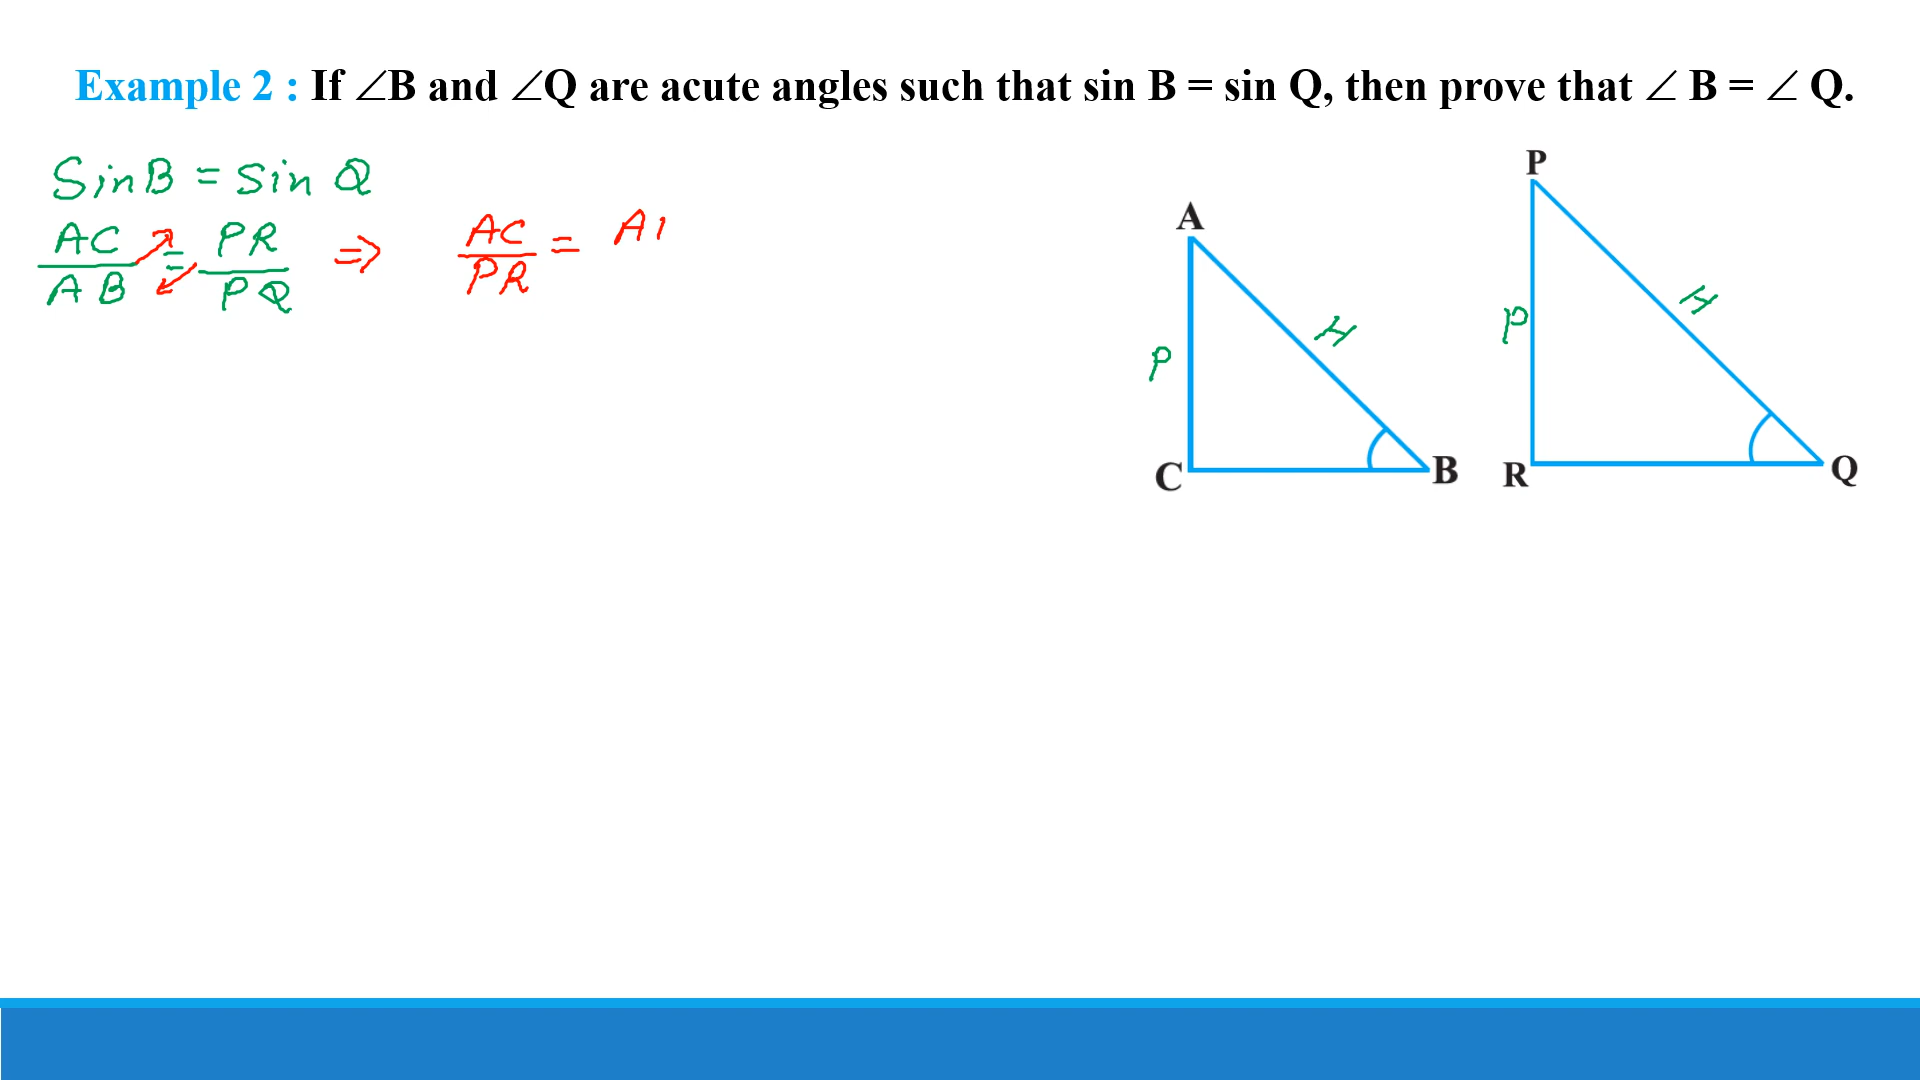 Example 2 : If ∠B and ∠Q are acute angles such that sin B = sin Q, then prove that ∠ B = ∠ Q.
Sin B = Sin Q
AC/AB = PR/PQ ⇒ AC/PR =
A
P
H
C
B
P
P
H
R
Q